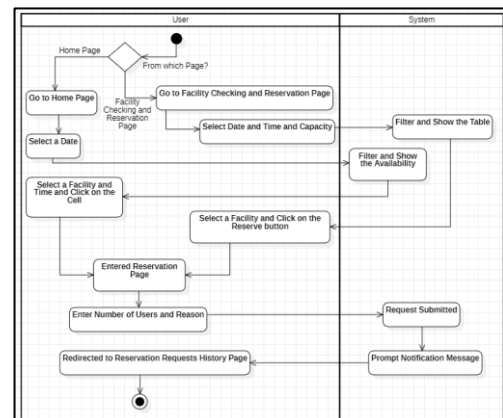 User
System
Home Page
From which Page?
Go to Home Page
Facility
Checking and
Reservation
Page
Go to Facility Checking and Reservation Page
Select Date and Time and Capacity
Filter and Show the Table
Select a Date
Filter and Show
the Availability
Select a Facility and
Time and Click on the
Cell
Select a Facility and Click on the
Reserve button
Entered Reservation
Page
Enter Number of Users and Reason
Request Submitted
Redirected to Reservation Requests History Page
Prompt Notification Message